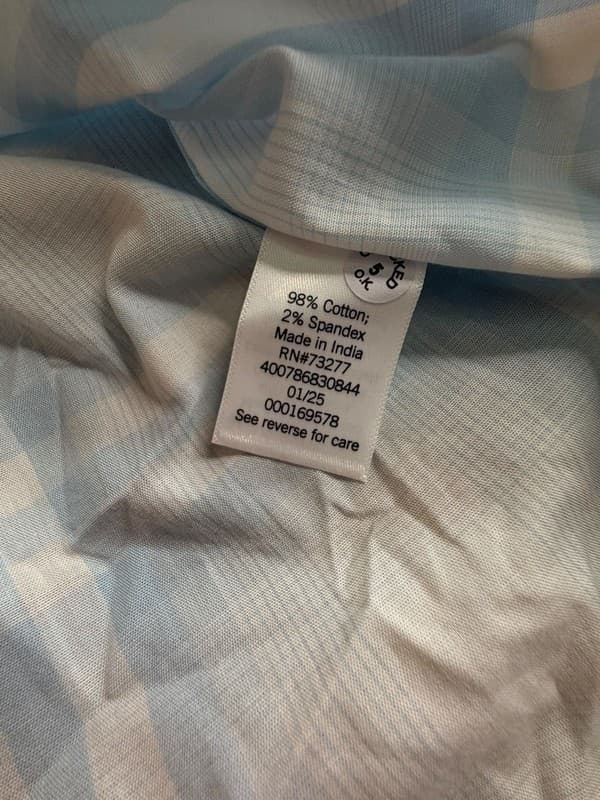 5
O.K
98% Cotton;
2% Spandex
Made in India
RN#73277
400786830844
01/25
000169578
See reverse for care